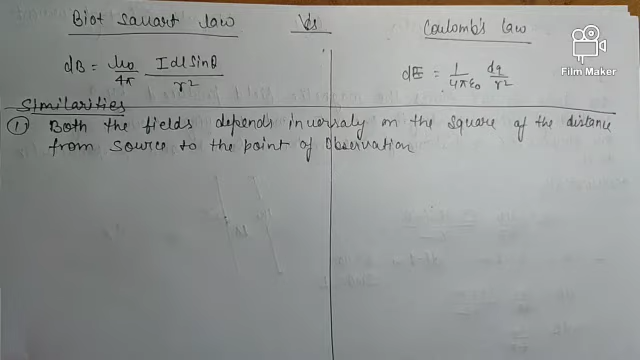 Biot Savart law Vs Coulomb's law
dB = μ₀/4π Idl Sinθ/r² dE = 1/4πε₀ dq/r²
Film Maker
Similarities
① Both the fields depends inversaly on the square of the distance
from source to the point of Observation